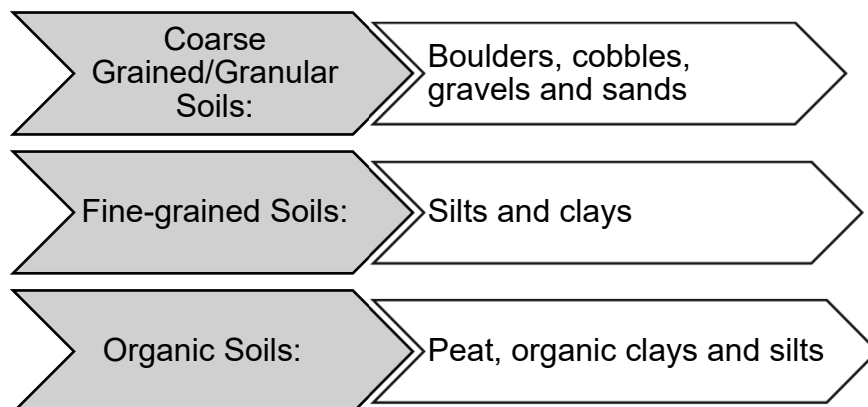 Coarse
Grained/Granular
Soils:
Boulders, cobbles,
gravels and sands
Fine-grained Soils:
Silts and clays
Organic Soils:
Peat, organic clays and silts